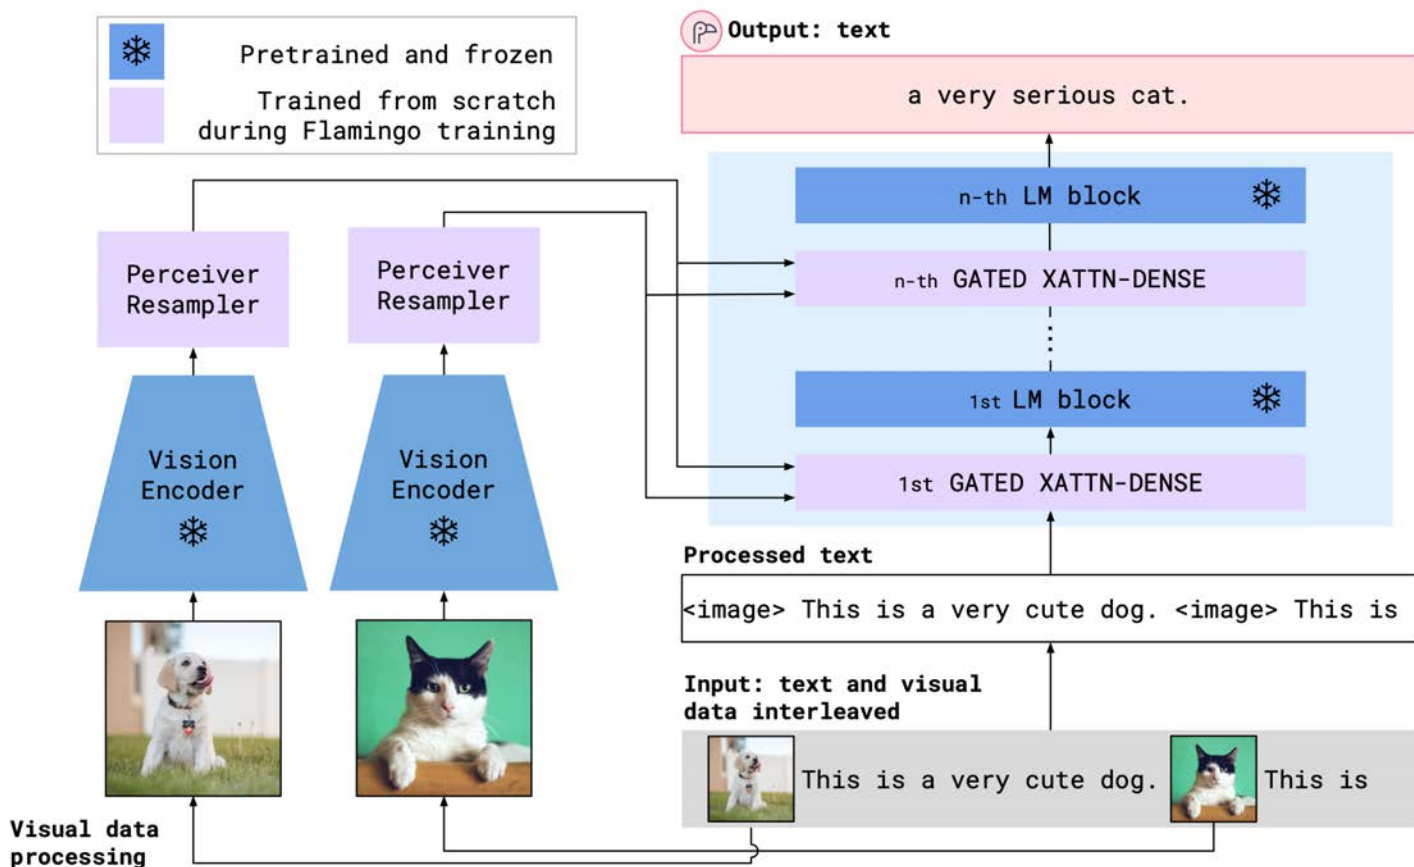 Pretrained and frozen
Trained from scratch
during Flamingo training
Output: text
a very serious cat.
n-th LM block
n-th GATED XATTN-DENSE
1st LM block
1st GATED XATTN-DENSE
Perceiver
Resampler
Perceiver
Resampler
Vision
Encoder
Vision
Encoder
Processed text
<image> This is a very cute dog. <image> This is
Input: text and visual
data interleaved
This is a very cute dog.
This is
Visual data
processing